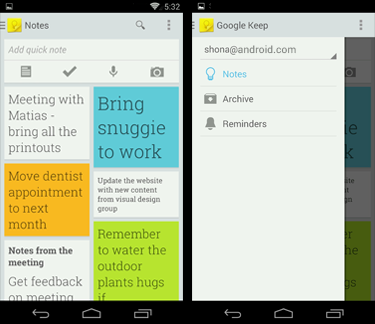 Notes
5:32
Add quick note
Meeting with
Matias -
bring all the
printouts
Bring
snuggie
to work
Move dentist
appointment
to next
month
Update the website
with new content
from visual design
group
Notes from the
meeting
Get feedback
on meeting
Remember
to water the
outdoor
plants hugs
if
Google Keep
shona@android.com
Notes
Archive
Reminders